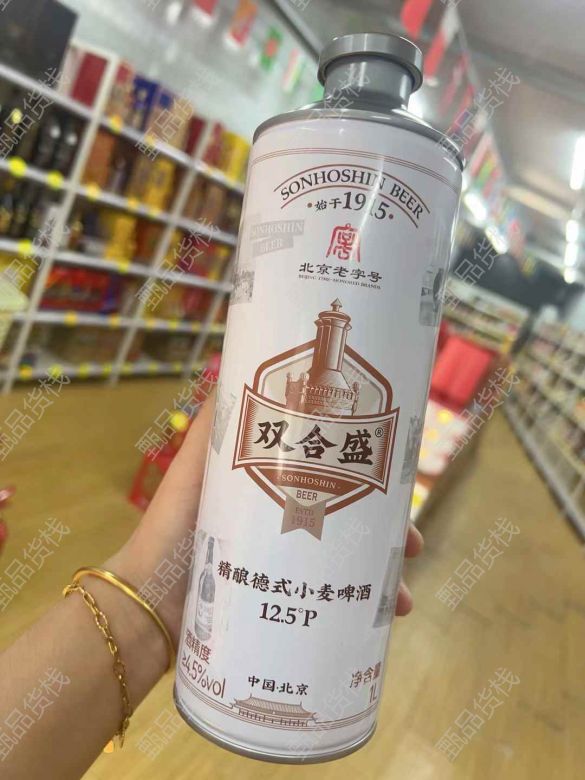 SONHOSHIN BEER
·始于1915·
SONHOSHIN
BEER
北京老字号
BEIJING TIME-HONORED BRANDS
双合盛®
SONHOSHIN
BEER
ESTD
1915
精酿德式小麦啤酒
12.5°P
酒精度
≥4.5%vol
净含量
1L
中国·北京
甄品货栈